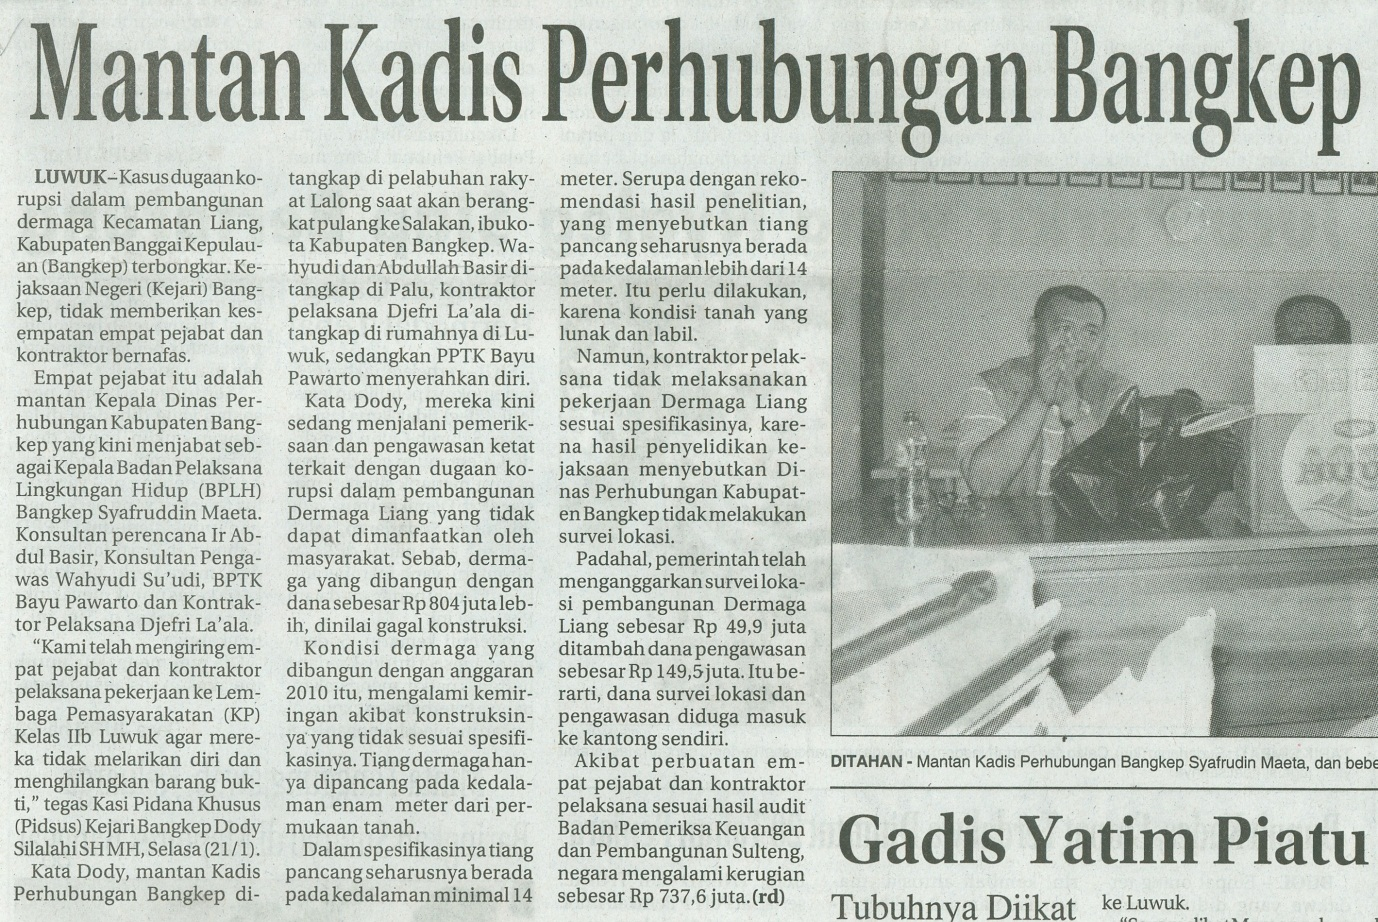 Mantan Kadis Perhubungan Bangkep
LUWUK–Kasus dugaan ko-
rupsi dalam pembangunan
dermaga Kecamatan Liang,
Kabupaten Banggai Kepulau-
an (Bangkep) terbongkar. Ke-
jaksaan Negeri (Kejari) Bang-
kep, tidak memberikan kes-
empatan empat pejabat dan
kontraktor bernafas.
Empat pejabat itu adalah
mantan Kepala Dinas Per-
hubungan Kabupaten Bang-
kep yang kini menjabat seb-
agai Kepala Badan Pelaksana
Lingkungan Hidup (BPLH)
Bangkep Syafruddin Maeta.
Konsultan perencana Ir Ab-
dul Basir, Konsultan Penga-
was Wahyudi Su’udi, BPTK
Bayu Pawarto dan Kontrak-
tor Pelaksana Djefri La’ala.
“Kami telah mengiring em-
pat pejabat dan kontraktor
pelaksana pekerjaan ke Lem-
baga Pemasyarakatan (KP)
Kelas IIb Luwuk agar mere-
ka tidak melarikan diri dan
menghilangkan barang buk-
ti,” tegas Kasi Pidana Khusus
(Pidsus) Kejari Bangkep Dody
Silalahi SH MH, Selasa (21/1).
Kata Dody, mantan Kadis
Perhubungan Bangkep di-
tangkap di pelabuhan raky-
at Lalong saat akan berang-
kat pulang ke Salakan, ibuko-
ta Kabupaten Bangkep. Wa-
hyudi dan Abdullah Basir di-
tangkap di Palu, kontraktor
pelaksana Djefri La’ala di-
tangkap di rumahnya di Lu-
wuk, sedangkan PPTK Bayu
Pawarto menyerahkan diri.
Kata Dody, mereka kini
sedang menjalani pemerik-
saan dan pengawasan ketat
terkait dengan dugaan ko-
rupsi dalam pembangunan
Dermaga Liang yang tidak
dapat dimanfaatkan oleh
masyarakat. Sebab, derma-
ga yang dibangun dengan
dana sebesar Rp 804 juta leb-
ih, dinilai gagal konstruksi.
Kondisi dermaga yang
dibangun dengan anggaran
2010 itu, mengalami kemir-
ingan akibat konstruksin-
ya yang tidak sesuai spesifi-
kasinya. Tiang dermaga han-
ya dipancang pada kedala-
man enam meter dari per-
mukaan tanah.
Dalam spesifikasinya tiang
pancang seharusnya berada
pada kedalaman minimal 14
meter. Serupa dengan reko-
mendasi hasil penelitian,
yang menyebutkan tiang
pancang seharusnya berada
pada kedalaman lebih dari 14
meter. Itu perlu dilakukan,
karena kondisi tanah yang
lunak dan labil.
Namun, kontraktor pelak-
sana tidak melaksanakan
pekerjaan Dermaga Liang
sesuai spesifikasinya, kare-
na hasil penyelidikan ke-
jaksaan menyebutkan Di-
nas Perhubungan Kabupat-
en Bangkep tidak melakukan
survei lokasi.
Padahal, pemerintah telah
menganggarkan survei loka-
si pembangunan Dermaga
Liang sebesar Rp 49,9 juta
ditambah dana pengawasan
sebesar Rp 149,5 juta. Itu be-
rarti, dana survei lokasi dan
pengawasan diduga masuk
ke kantong sendiri.
Akibat perbuatan em-
pat pejabat dan kontraktor
pelaksana sesuai hasil audit
Badan Pemeriksa Keuangan
dan Pembangunan Sulteng,
negara mengalami kerugian
sebesar Rp 737,6 juta.(rd)
DITAHAN - Mantan Kadis Perhubungan Bangkep Syafrudin Maeta, dan bebe
Gadis Yatim Piatu
Tubuhnya Diikat
ke Luwuk.